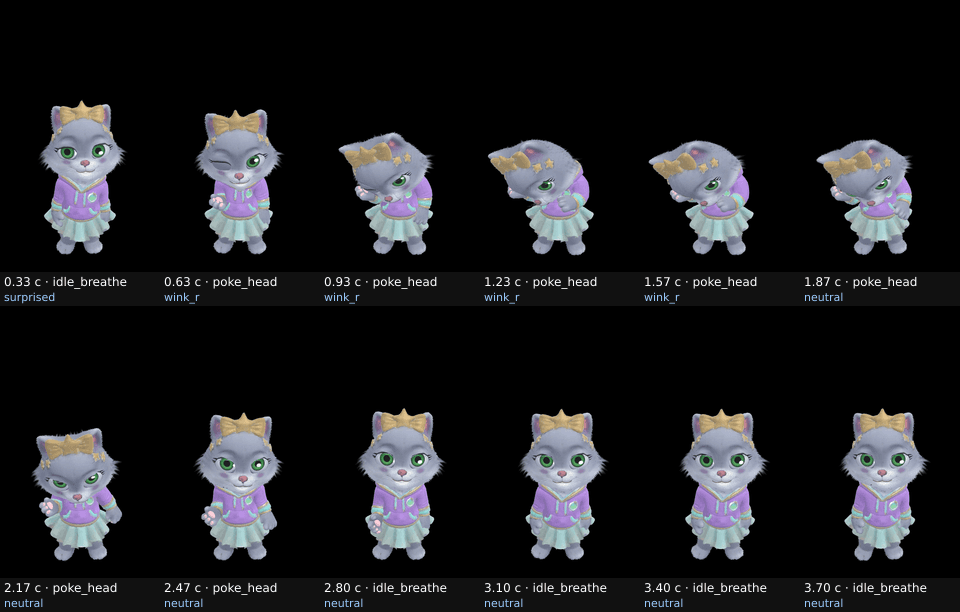 0.33 с · idle_breathe
surprised
0.63 с · poke_head
wink_r
0.93 с · poke_head
wink_r
1.23 с · poke_head
wink_r
1.57 с · poke_head
wink_r
1.87 с · poke_head
neutral
2.17 с · poke_head
neutral
2.47 с · poke_head
neutral
2.80 с · idle_breathe
neutral
3.10 с · idle_breathe
neutral
3.40 с · idle_breathe
neutral
3.70 с · idle_breathe
neutral